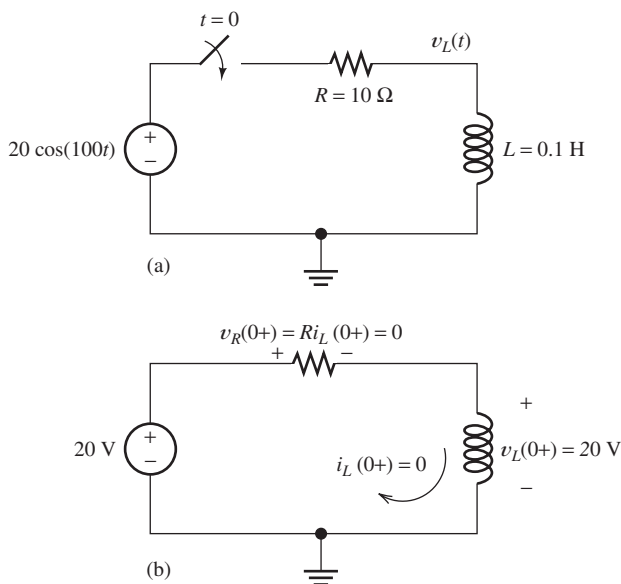 t = 0
v_L(t)
R = 10 Ω
20 cos(100t)
+
−
L = 0.1 H
(a)
v_R(0+) = Ri_L (0+) = 0
+ −
+
20 V
+
−
i_L (0+) = 0
v_L(0+) = 20 V
−
(b)